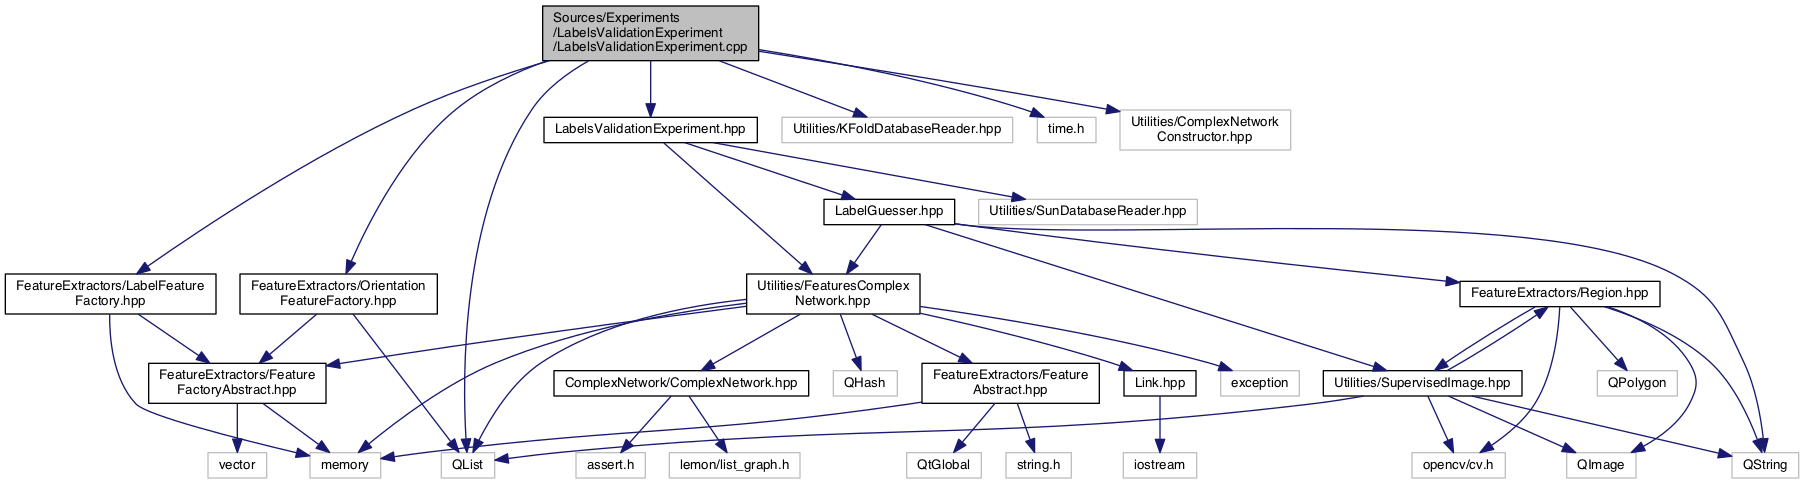 Sources/Experiments
/LabelsValidationExperiment
/LabelsValidationExperiment.cpp
LabelsValidationExperiment.hpp
Utilities/KFoldDatabaseReader.hpp
time.h
Utilities/ComplexNetwork
Constructor.hpp
LabelGuesser.hpp
Utilities/SunDatabaseReader.hpp
FeatureExtractors/LabelFeature
Factory.hpp
FeatureExtractors/Orientation
FeatureFactory.hpp
Utilities/FeaturesComplex
Network.hpp
FeatureExtractors/Region.hpp
FeatureExtractors/Feature
FactoryAbstract.hpp
ComplexNetwork/ComplexNetwork.hpp
QHash
FeatureExtractors/Feature
Abstract.hpp
Link.hpp
exception
Utilities/SupervisedImage.hpp
QPolygon
vector
memory
QList
assert.h
lemon/list_graph.h
QtGlobal
string.h
iostream
opencv/cv.h
QImage
QString